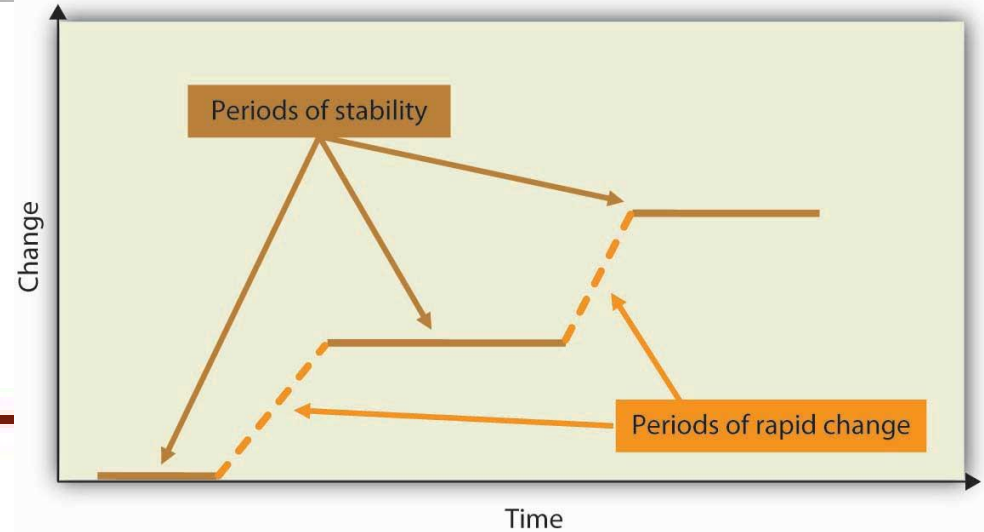 Periods of stability
Change
Periods of rapid change
Time